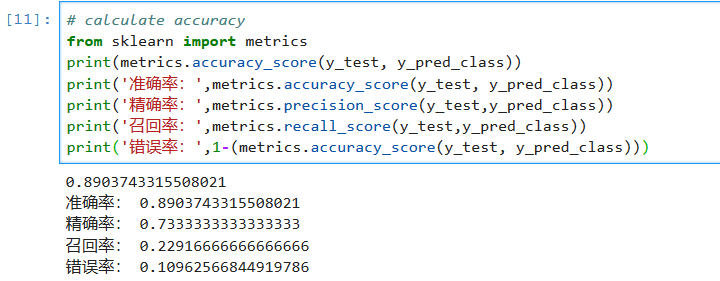 [11]: # calculate accuracy
from sklearn import metrics
print(metrics.accuracy_score(y_test, y_pred_class))
print('准确率：',metrics.accuracy_score(y_test, y_pred_class))
print('精确率：',metrics.precision_score(y_test,y_pred_class))
print('召回率：',metrics.recall_score(y_test,y_pred_class))
print('错误率：',1-(metrics.accuracy_score(y_test, y_pred_class)))
0.8903743315508021
准确率： 0.8903743315508021
精确率： 0.7333333333333333
召回率： 0.22916666666666666
错误率： 0.10962566844919786